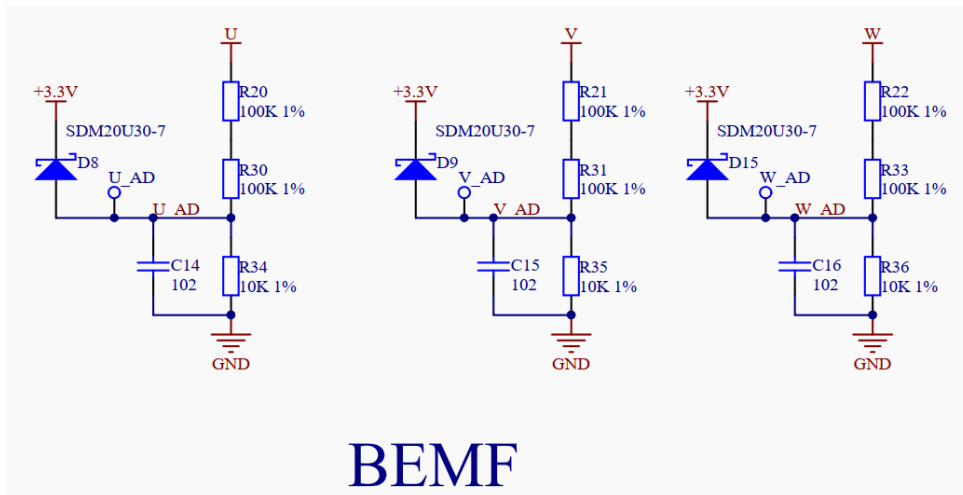 U
+3.3V
R20
100K 1%
SDM20U30-7
D8
U_AD
R30
100K 1%
U_AD
C14
102
R34
10K 1%
GND
V
+3.3V
R21
100K 1%
SDM20U30-7
D9
V_AD
R31
100K 1%
V_AD
C15
102
R35
10K 1%
GND
W
+3.3V
R22
100K 1%
SDM20U30-7
D15
W_AD
R33
100K 1%
W_AD
C16
102
R36
10K 1%
GND
BEMF